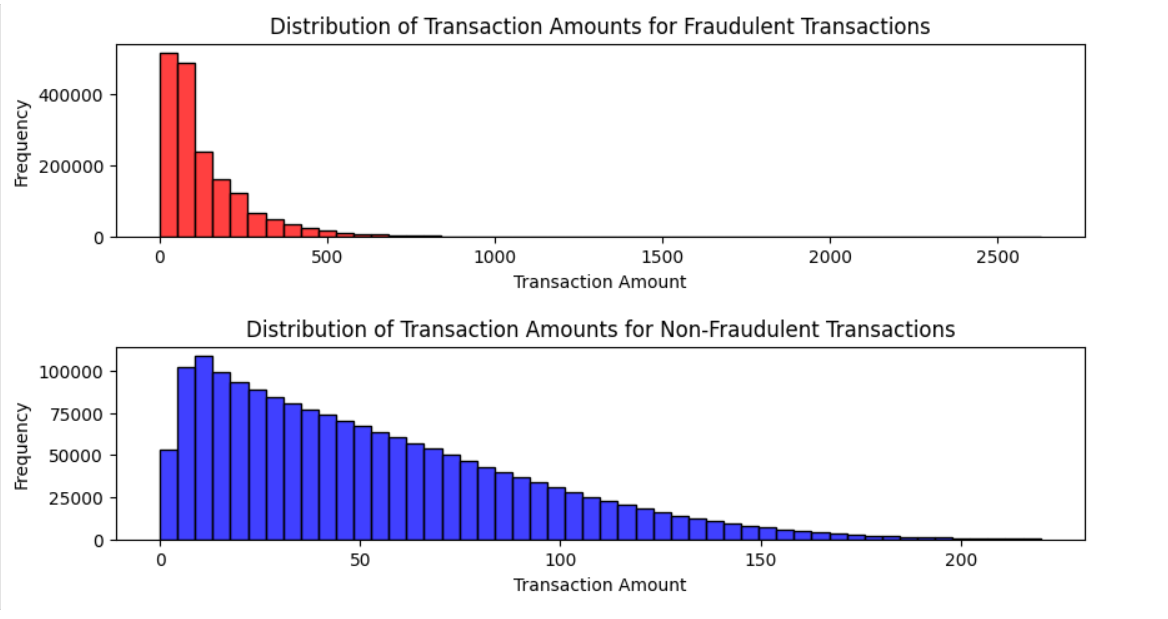 Distribution of Transaction Amounts for Fraudulent Transactions
Frequency
400000
200000
0
0 500 1000 1500 2000 2500
Transaction Amount
Distribution of Transaction Amounts for Non-Fraudulent Transactions
Frequency
100000
75000
50000
25000
0
0 50 100 150 200
Transaction Amount